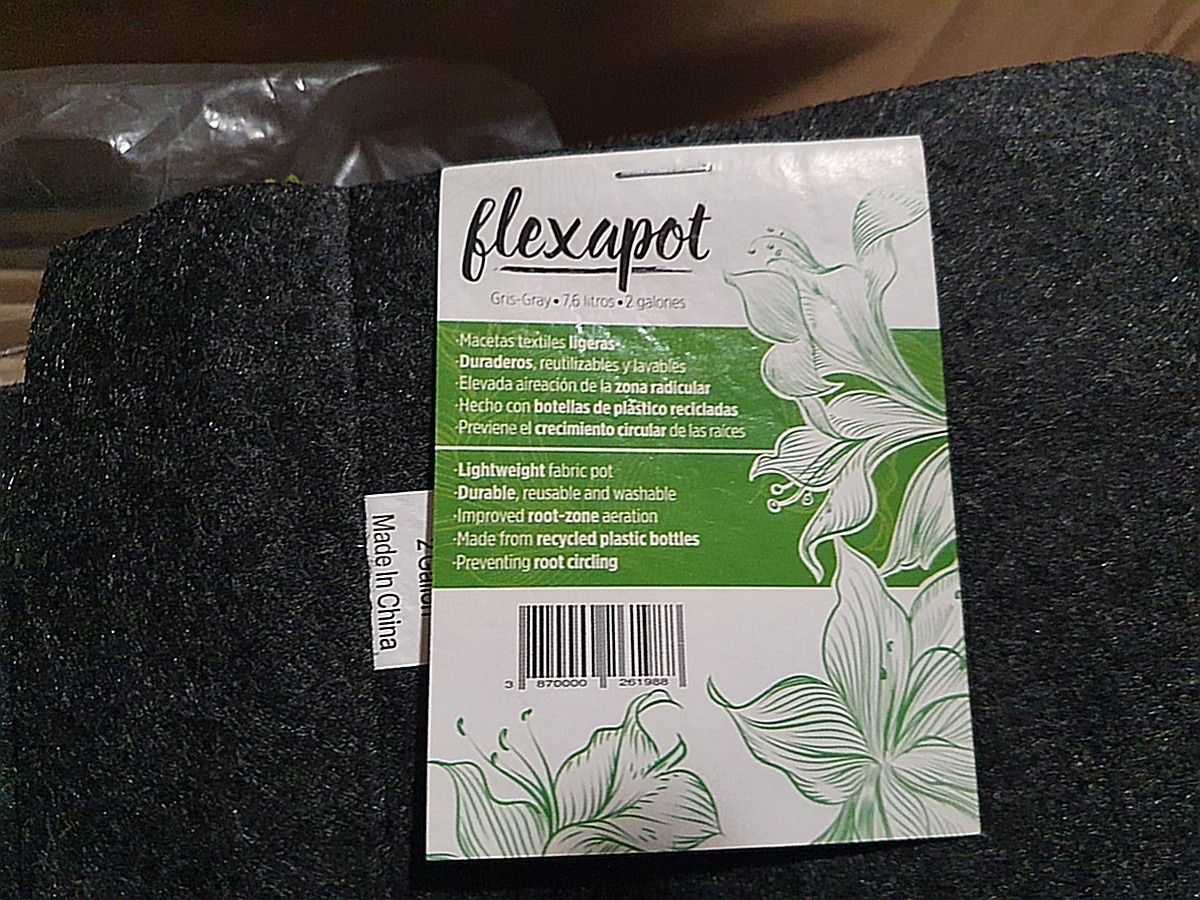 flexapot
Gris-Gray • 7,6 litros • 2 galones
·Macetas textiles ligeras
·Duraderos, reutilizables y lavables
·Elevada aireación de la zona radicular
·Hecho con botellas de plástico recicladas
·Previene el crecimiento circular de las raíces
·Lightweight fabric pot
·Durable, reusable and washable
·Improved root-zone aeration
·Made from recycled plastic bottles
·Preventing root circling
3 870000 261988
2 Gallon
Made In China